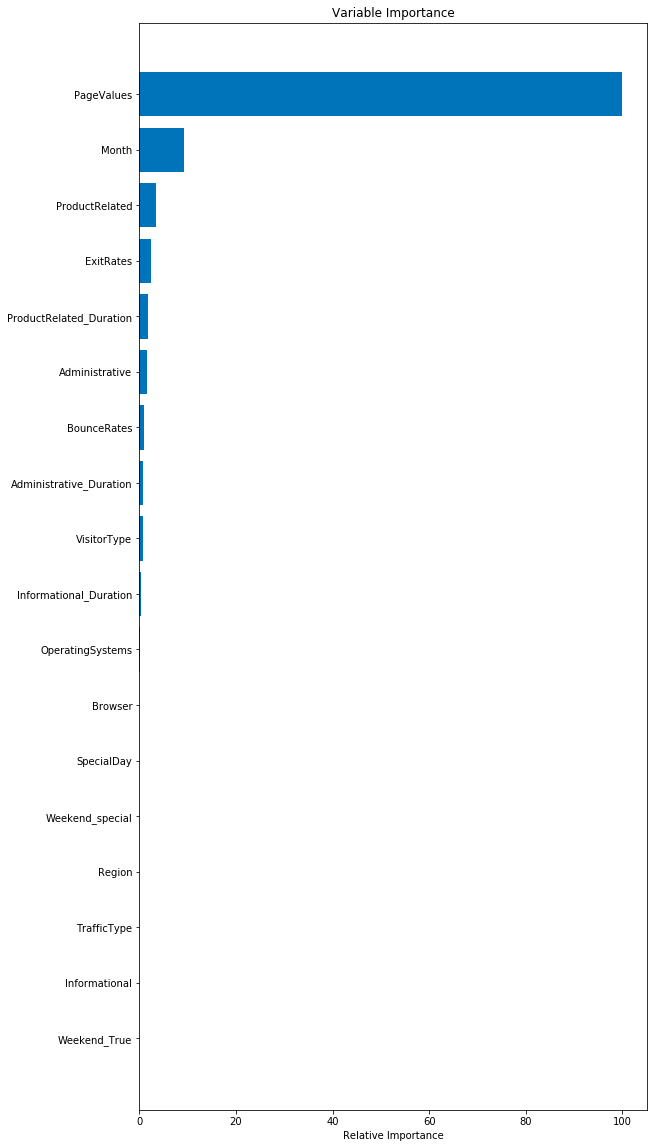 Variable Importance
PageValues
Month
ProductRelated
ExitRates
ProductRelated_Duration
Administrative
BounceRates
Administrative_Duration
VisitorType
Informational_Duration
OperatingSystems
Browser
SpecialDay
Weekend_special
Region
TrafficType
Informational
Weekend_True
0 20 40 60 80 100
Relative Importance